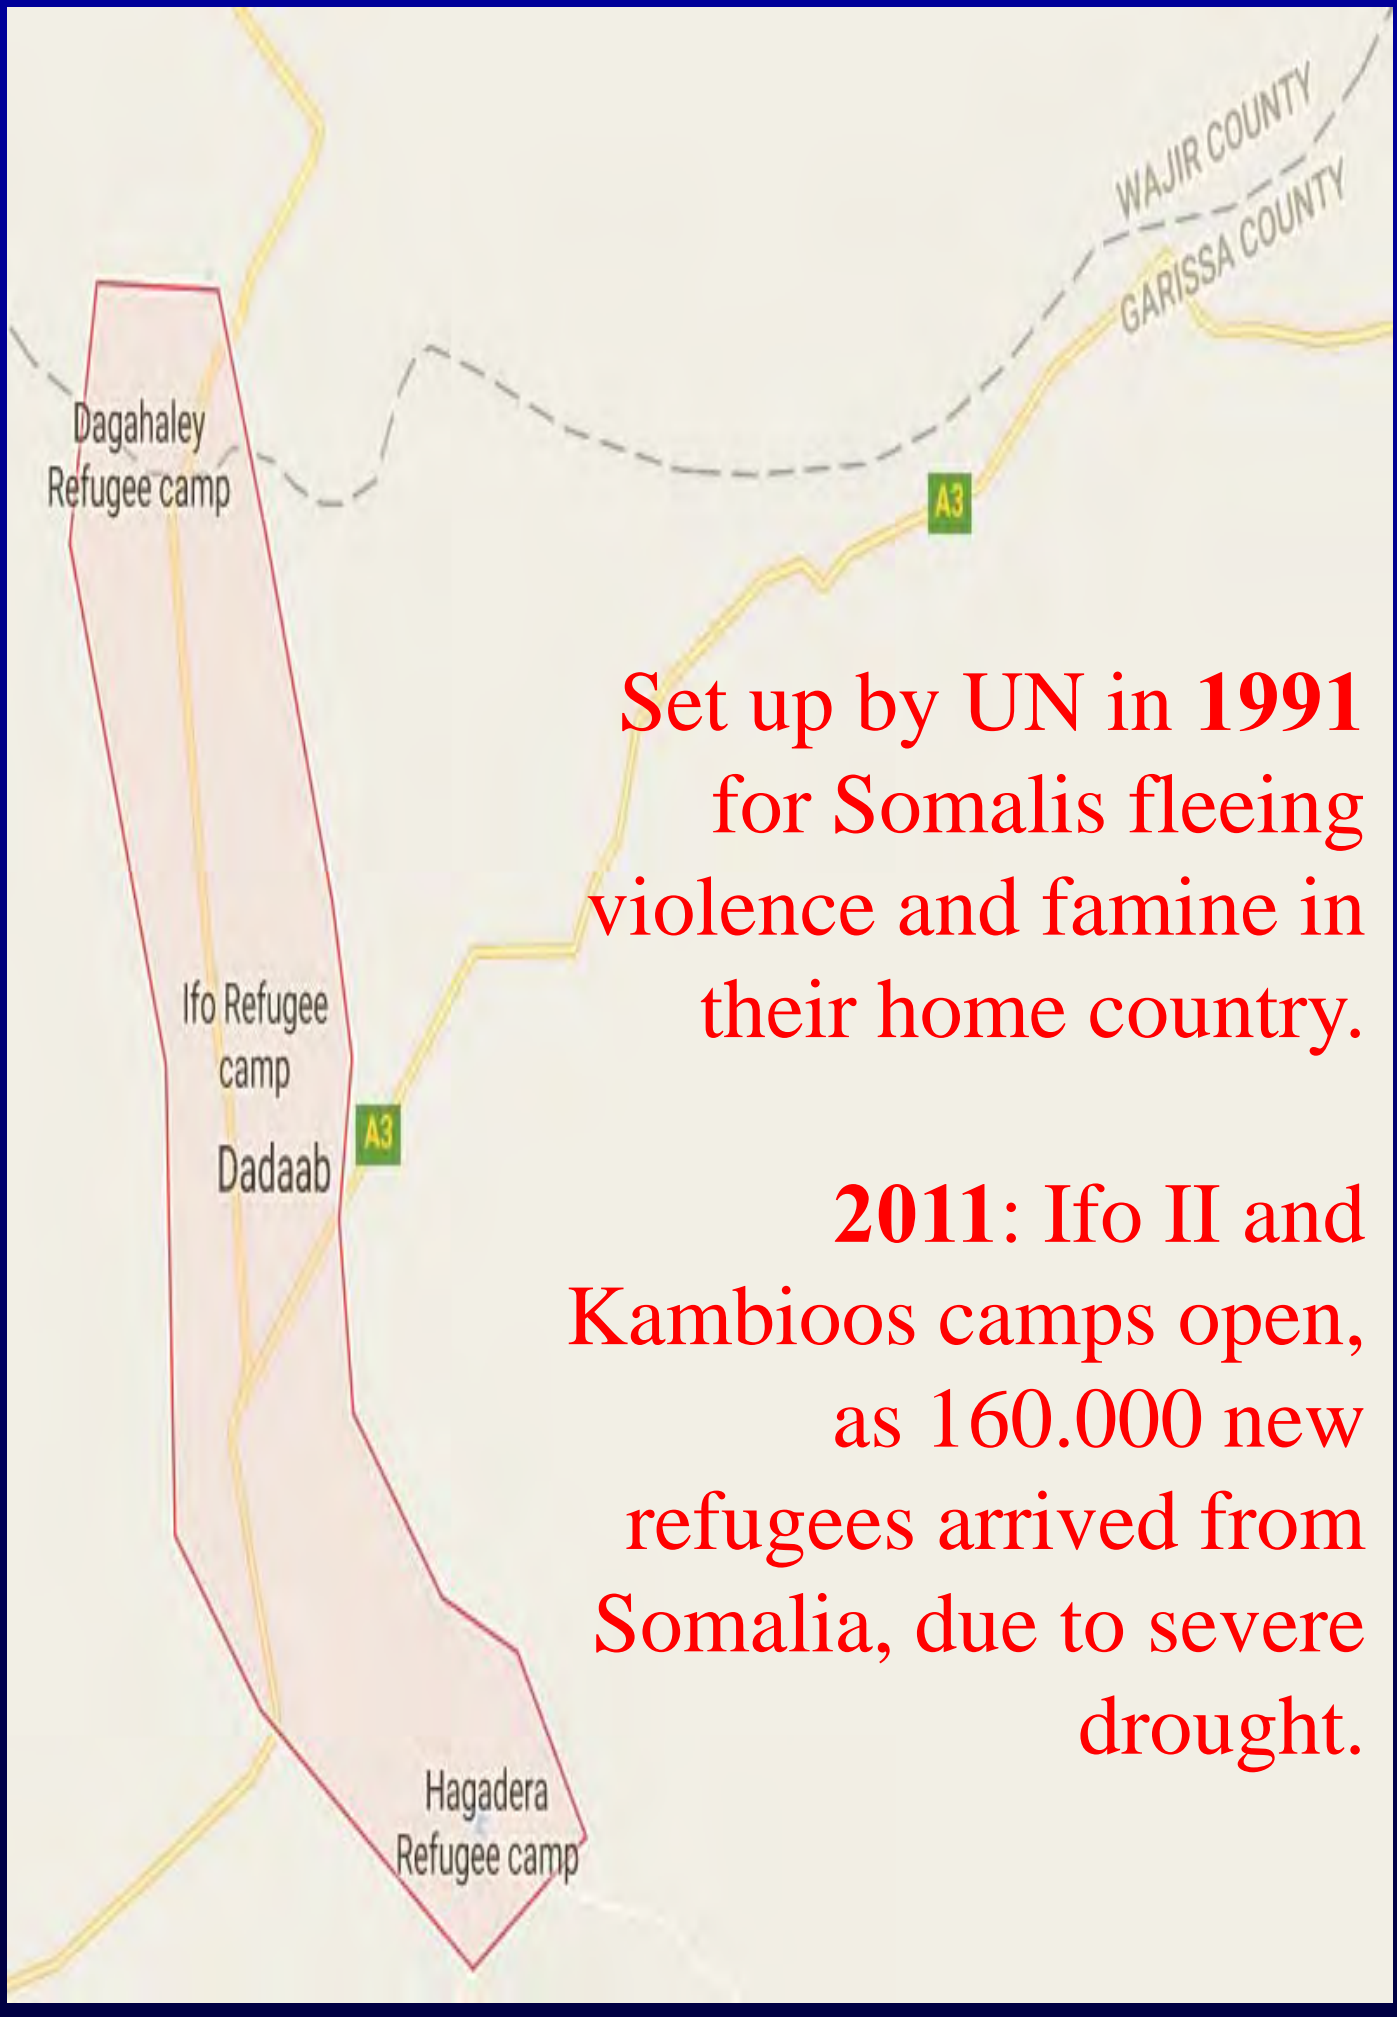 WAJIR COUNTY
GARISSA COUNTY
Dagahaley
Refugee camp
A3
Set up by UN in 1991
for Somalis fleeing
violence and famine in
their home country.
Ifo Refugee
camp
A3
Dadaab
2011: Ifo II and
Kambioos camps open,
as 160.000 new
refugees arrived from
Somalia, due to severe
drought.
Hagadera
Refugee camp